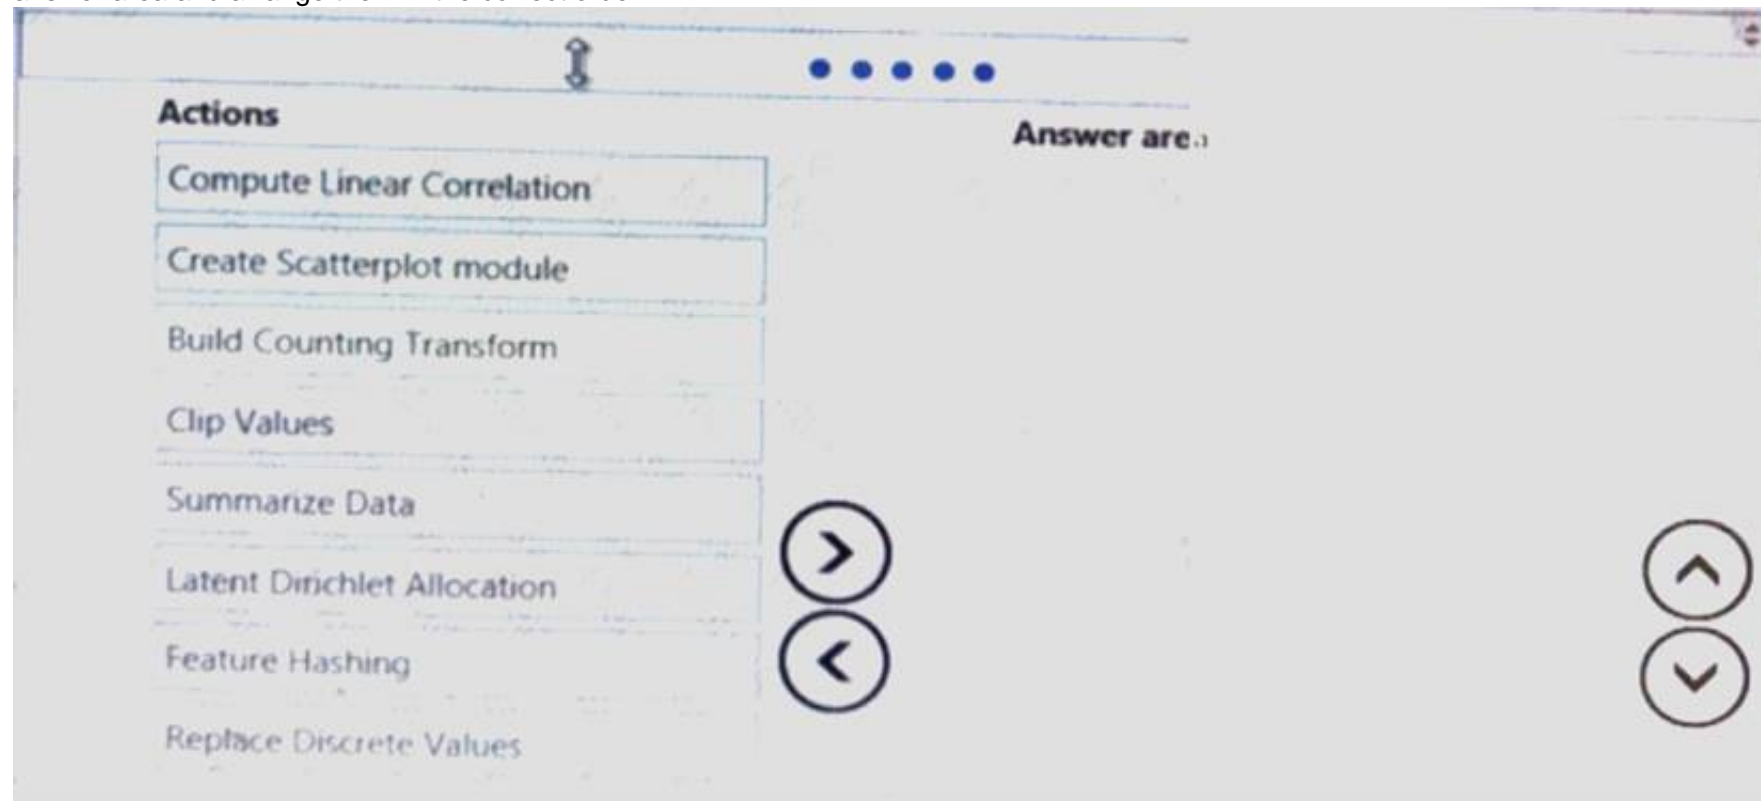 Actions
Answer are
Compute Linear Correlation
Create Scatterplot module
Build Counting Transform
Clip Values
Summarize Data
Latent Dirichlet Allocation
Feature Hashing
Replace Discrete Values